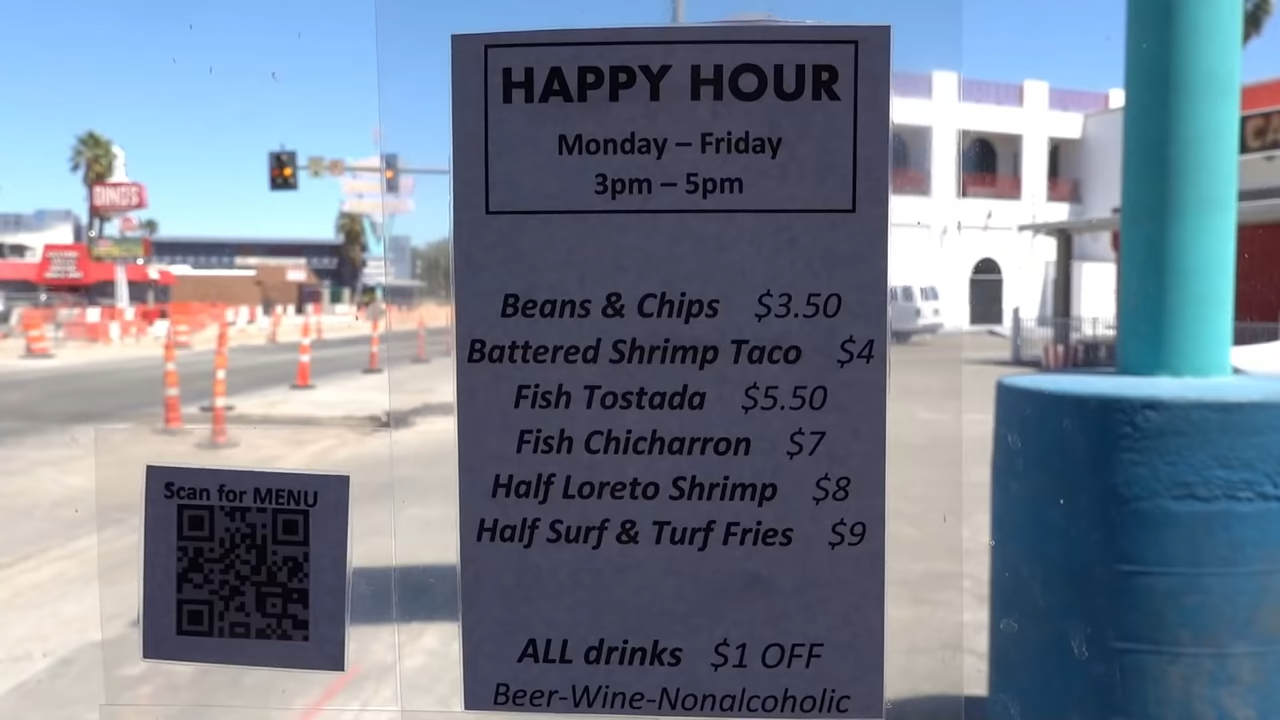 HAPPY HOUR
Monday – Friday
3pm – 5pm
Beans & Chips $3.50
Battered Shrimp Taco $4
Fish Tostada $5.50
Fish Chicharron $7
Half Loreto Shrimp $8
Half Surf & Turf Fries $9
ALL drinks $1 OFF
Beer-Wine-Nonalcoholic
Scan for MENU
DINO'S